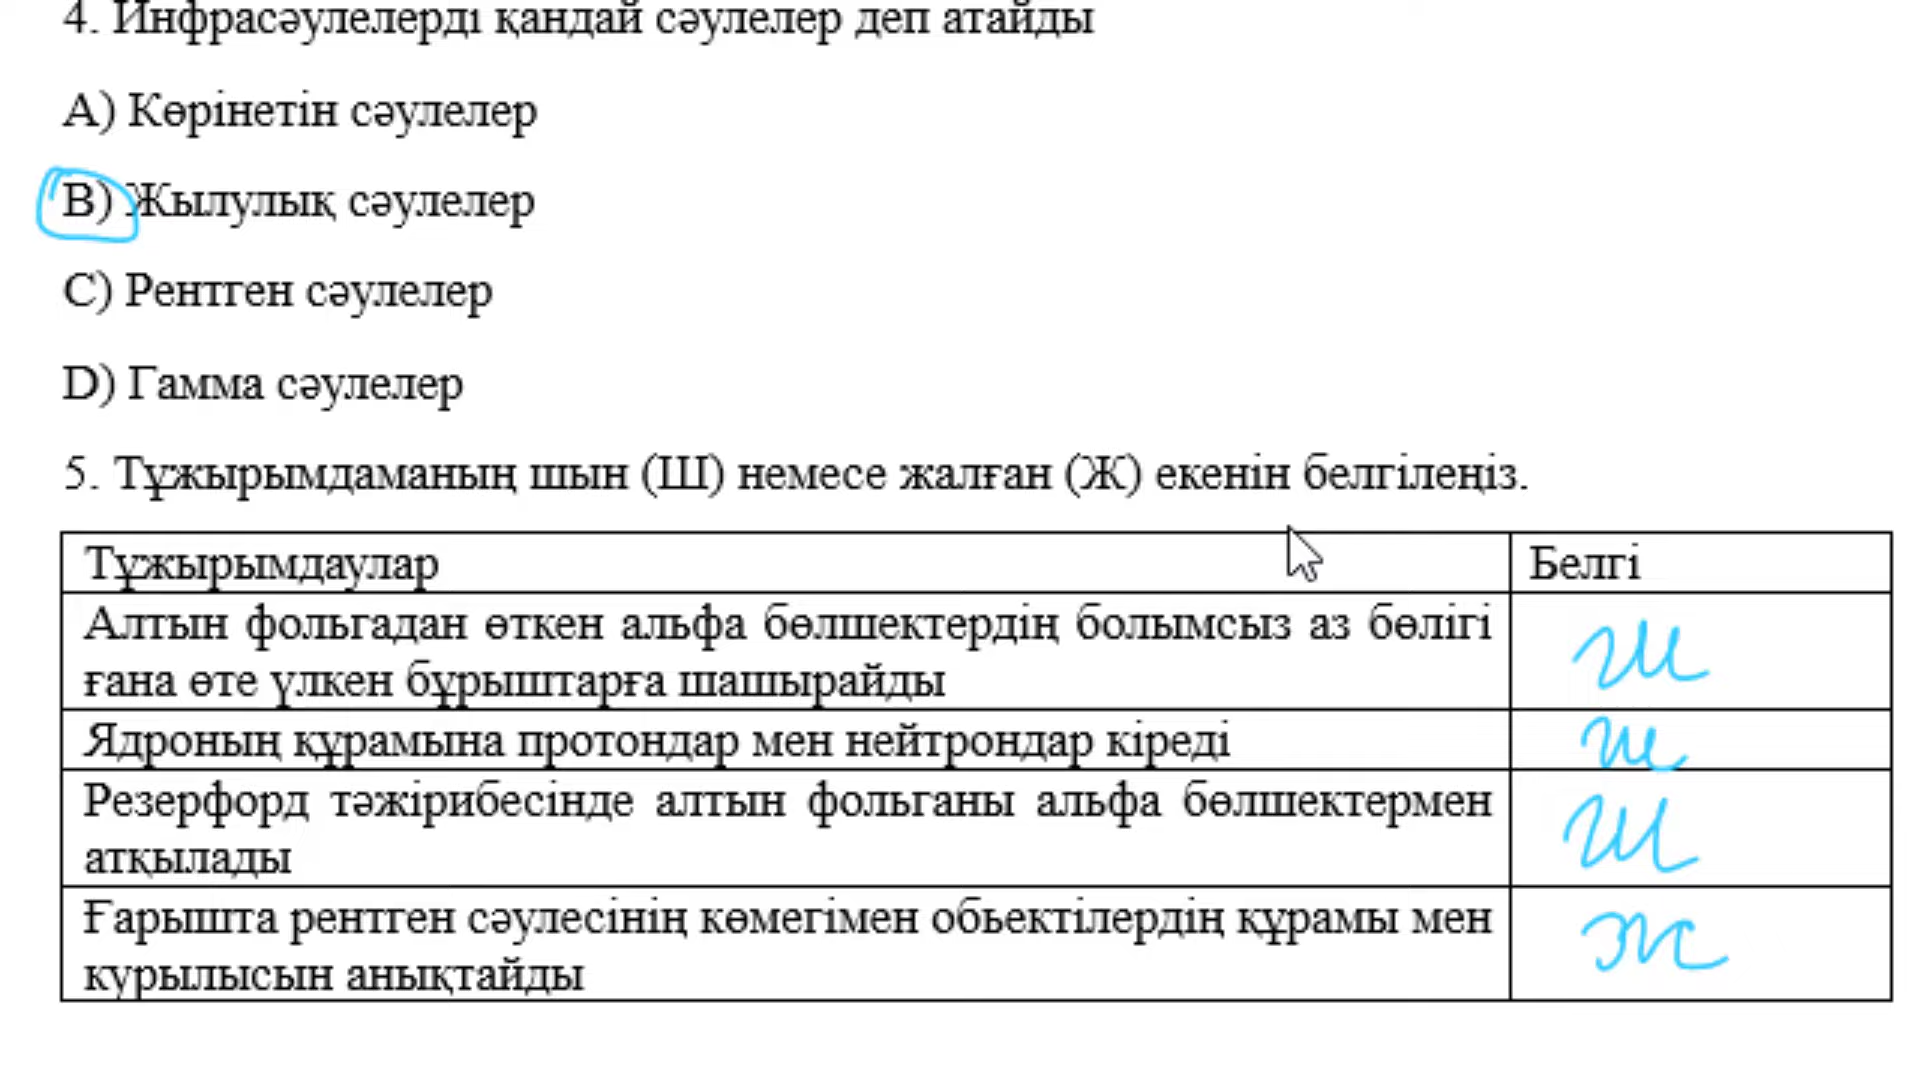 4. Инфрасәулелерді қандай сәулелер деп атайды
А) Көрінетін сәулелер
В) Жылулық сәулелер
С) Рентген сәулелер
D) Гамма сәулелер
5. Тұжырымдаманың шын (Ш) немесе жалған (Ж) екенін белгілеңіз.
Тұжырымдаулар Белгі
Алтын фольгадан өткен альфа бөлшектердің болымсыз аз бөлігі
ғана өте үлкен бұрыштарға шашырайды
ш
Ядроның құрамына протондар мен нейтрондар кіреді ш
Резерфорд тәжірибесінде алтын фольганы альфа бөлшектермен
атқылады
ш
Ғарышта рентген сәулесінің көмегімен обьектілердің құрамы мен
курылысын анықтайды
ж